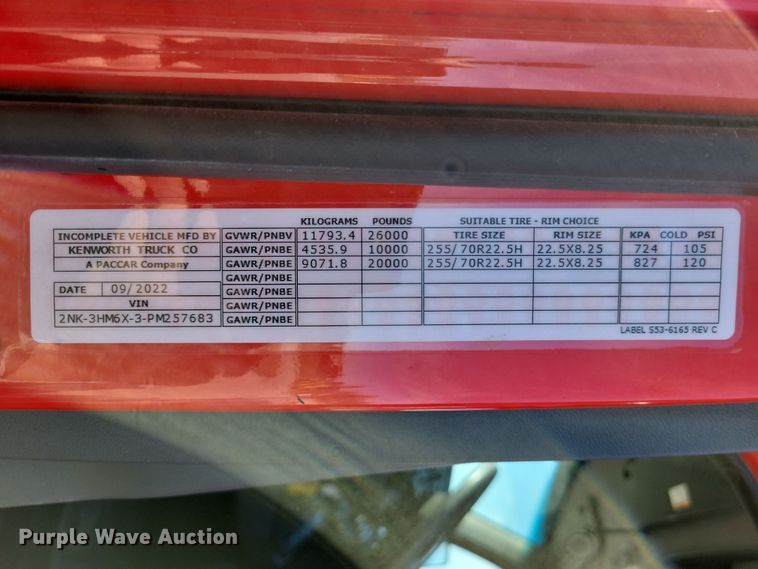 KILOGRAMS POUNDS SUITABLE TIRE - RIM CHOICE
INCOMPLETE VEHICLE MFD BY GVWR/PNBV 11793.4 26000 TIRE SIZE RIM SIZE KPA COLD PSI
KENWORTH TRUCK CO GAWR/PNBE 4535.9 10000 255/70R22.5H 22.5X8.25 724 105
A PACCAR Company GAWR/PNBE 9071.8 20000 255/70R22.5H 22.5X8.25 827 120
GAWR/PNBE
DATE 09/2022 GAWR/PNBE
VIN GAWR/PNBE
2NK-3HM6X-3-PM257683 GAWR/PNBE
LABEL S53-6165 REV C
Purple Wave Auction®